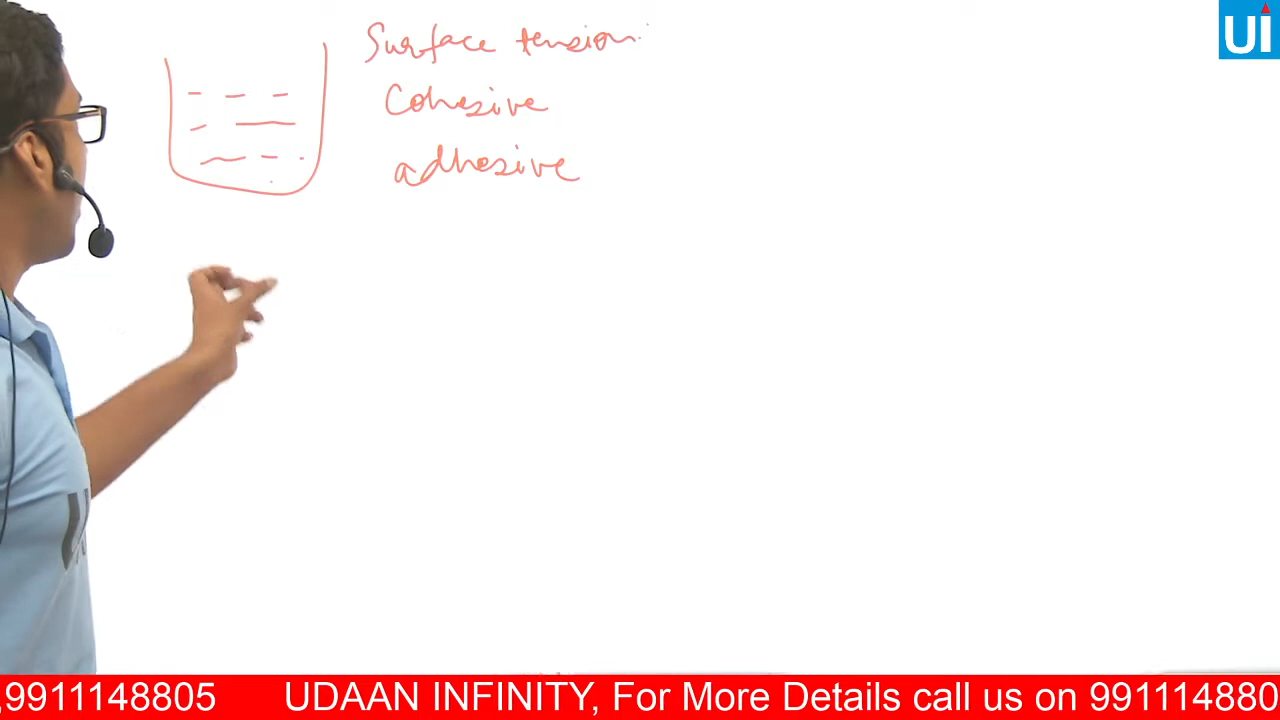 Surface tension
UI
Cohesive
adhesive
,9911148805 UDAAN INFINITY, For More Details call us on 991114880